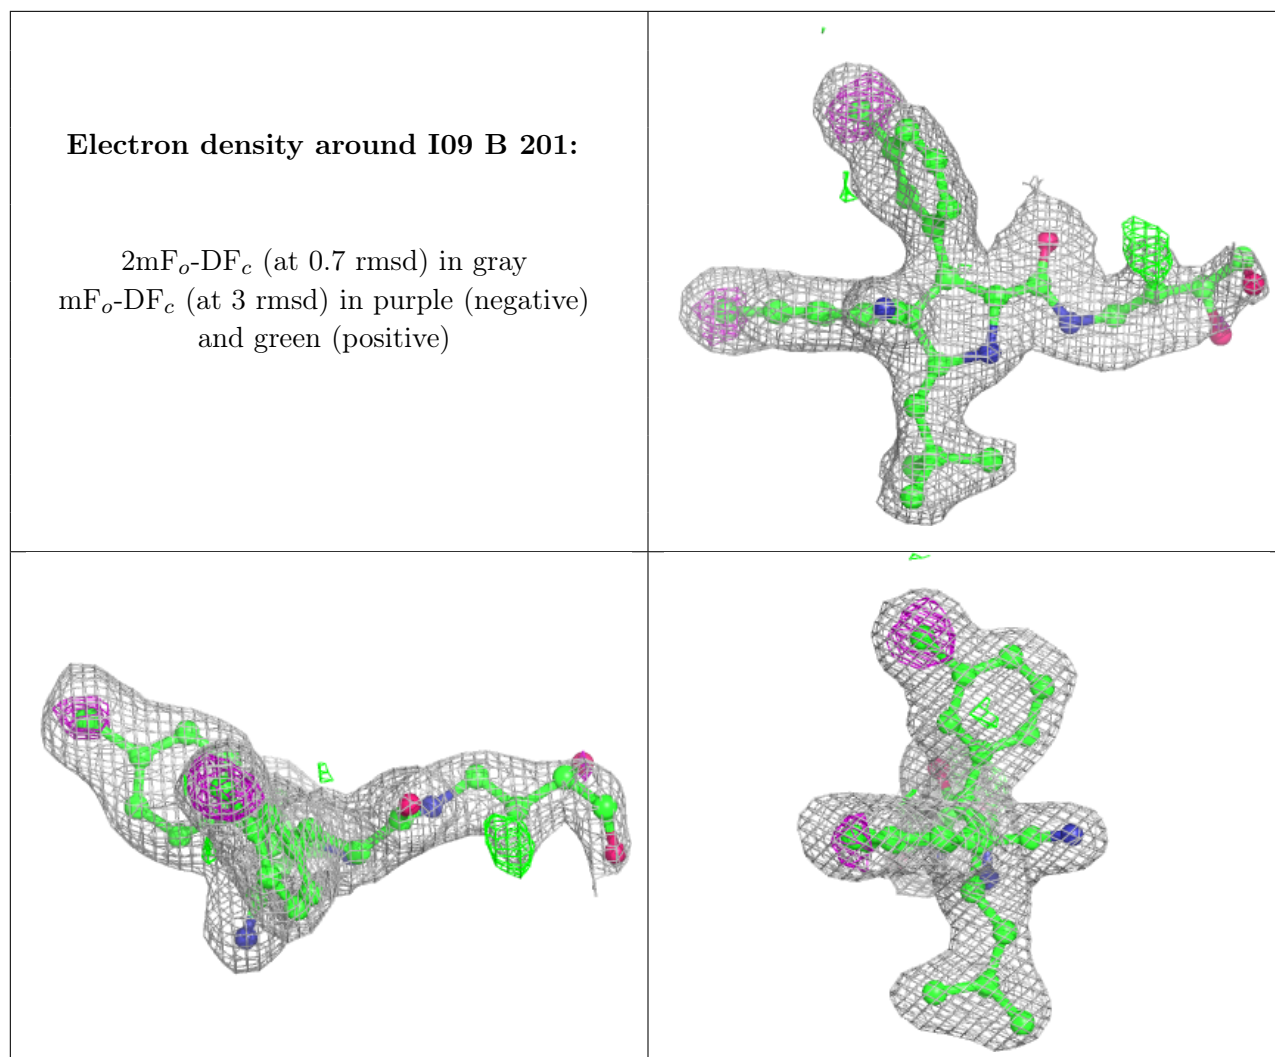 Electron density around I09 B 201:
2mFₒ-DF𝒸 (at 0.7 rmsd) in gray
mFₒ-DF𝒸 (at 3 rmsd) in purple (negative)
and green (positive)